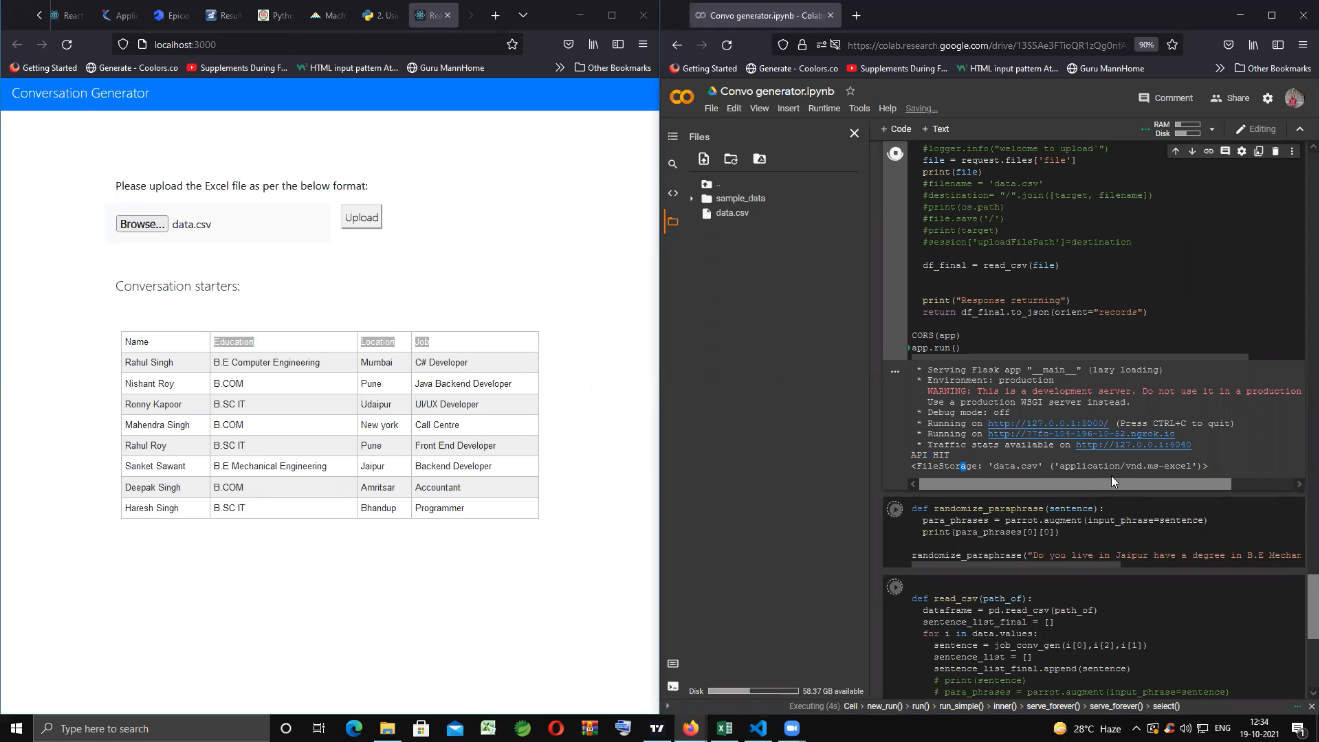 React
Appli
Epice
Result
Pythn
Mach
2. Usi
Rea
localhost:3000
Getting Started
Generate - Coolors.co
Supplements During F...
HTML input pattern At...
Guru MannHome
Other Bookmarks
Conversation Generator
Please upload the Excel file as per the below format:
Browse... data.csv
Upload
Conversation starters:
Name Education Location Job
Rahul Singh B.E Computer Engineering Mumbai C# Developer
Nishant Roy B.COM Pune Java Backend Developer
Ronny Kapoor B.SC IT Udaipur UI/UX Developer
Mahendra Singh B.COM New york Call Centre
Rahul Roy B.SC IT Pune Front End Developer
Sanket Sawant B.E Mechanical Engineering Jaipur Backend Developer
Deepak Singh B.COM Amritsar Accountant
Haresh Singh B.SC IT Bhandup Programmer
Convo generator.ipynb - Colab
90%
Getting Started
Generate - Coolors.co
Supplements During F...
HTML input pattern At...
Guru MannHome
Other Bookmarks
Convo generator.ipynb
File Edit View Insert Runtime Tools Help Saving...
Comment
Share
+ Code + Text
RAM
Disk
Editing
Files
..
sample_data
data.csv
#logger.info("welcome to upload`")
file = request.files['file']
print(file)
#filename = 'data.csv'
#destination= "/".join([target, filename])
#print(os.path)
#file.save('/')
#print(target)
#session['uploadFilePath']=destination
df_final = read_csv(file)
print("Response returning")
return df_final.to_json(orient="records")
CORS(app)
app.run()
* Serving Flask app "__main__" (lazy loading)
* Environment: production
WARNING: This is a development server. Do not use it in a production
Use a production WSGI server instead.
* Debug mode: off
* Running on http://127.0.0.1:5000/ (Press CTRL+C to quit)
* Running on http://77fc-104-196-10-52.ngrok.io
* Traffic stats available on http://127.0.0.1:4040
API HIT
<FileStorage: 'data.csv' ('application/vnd.ms-excel')>
def randomize_paraphrase(sentence):
para_phrases = parrot.augment(input_phrase=sentence)
print(para_phrases[0][0])
randomize_paraphrase("Do you live in Jaipur have a degree in B.E Mechan
def read_csv(path_of):
dataframe = pd.read_csv(path_of)
sentence_list_final = []
for i in data.values:
sentence = job_conv_gen(i[0],i[2],i[1])
sentence_list = []
sentence_list_final.append(sentence)
# print(sentence)
# para_phrases = parrot.augment(input_phrase=sentence)
Disk
58.37 GB available
Executing (4s) Cell new_run() run() run_simple() inner() serve_forever() serve_forever() select()
Type here to search
28°C Haze
ENG
12:34
19-10-2021